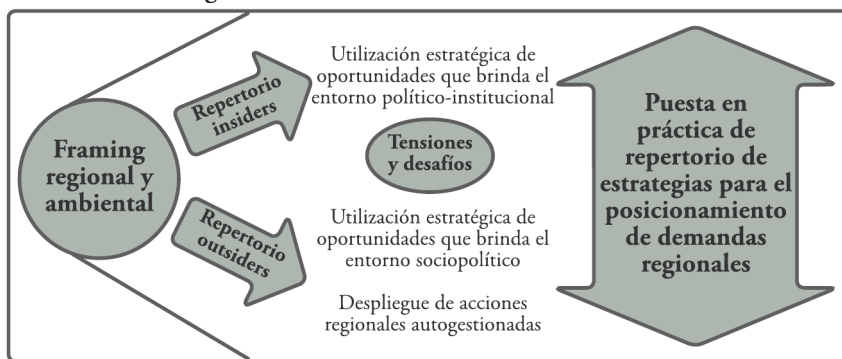 Framing
regional y
ambiental
Repertorio
insiders
Repertorio
outsiders
Utilización estratégica de
oportunidades que brinda el
entorno político-institucional
Tensiones
y desafíos
Utilización estratégica de
oportunidades que brinda el
entorno sociopolítico
Despliegue de acciones
regionales autogestionadas
Puesta en
práctica de
repertorio de
estrategias para el
posicionamiento
de demandas
regionales